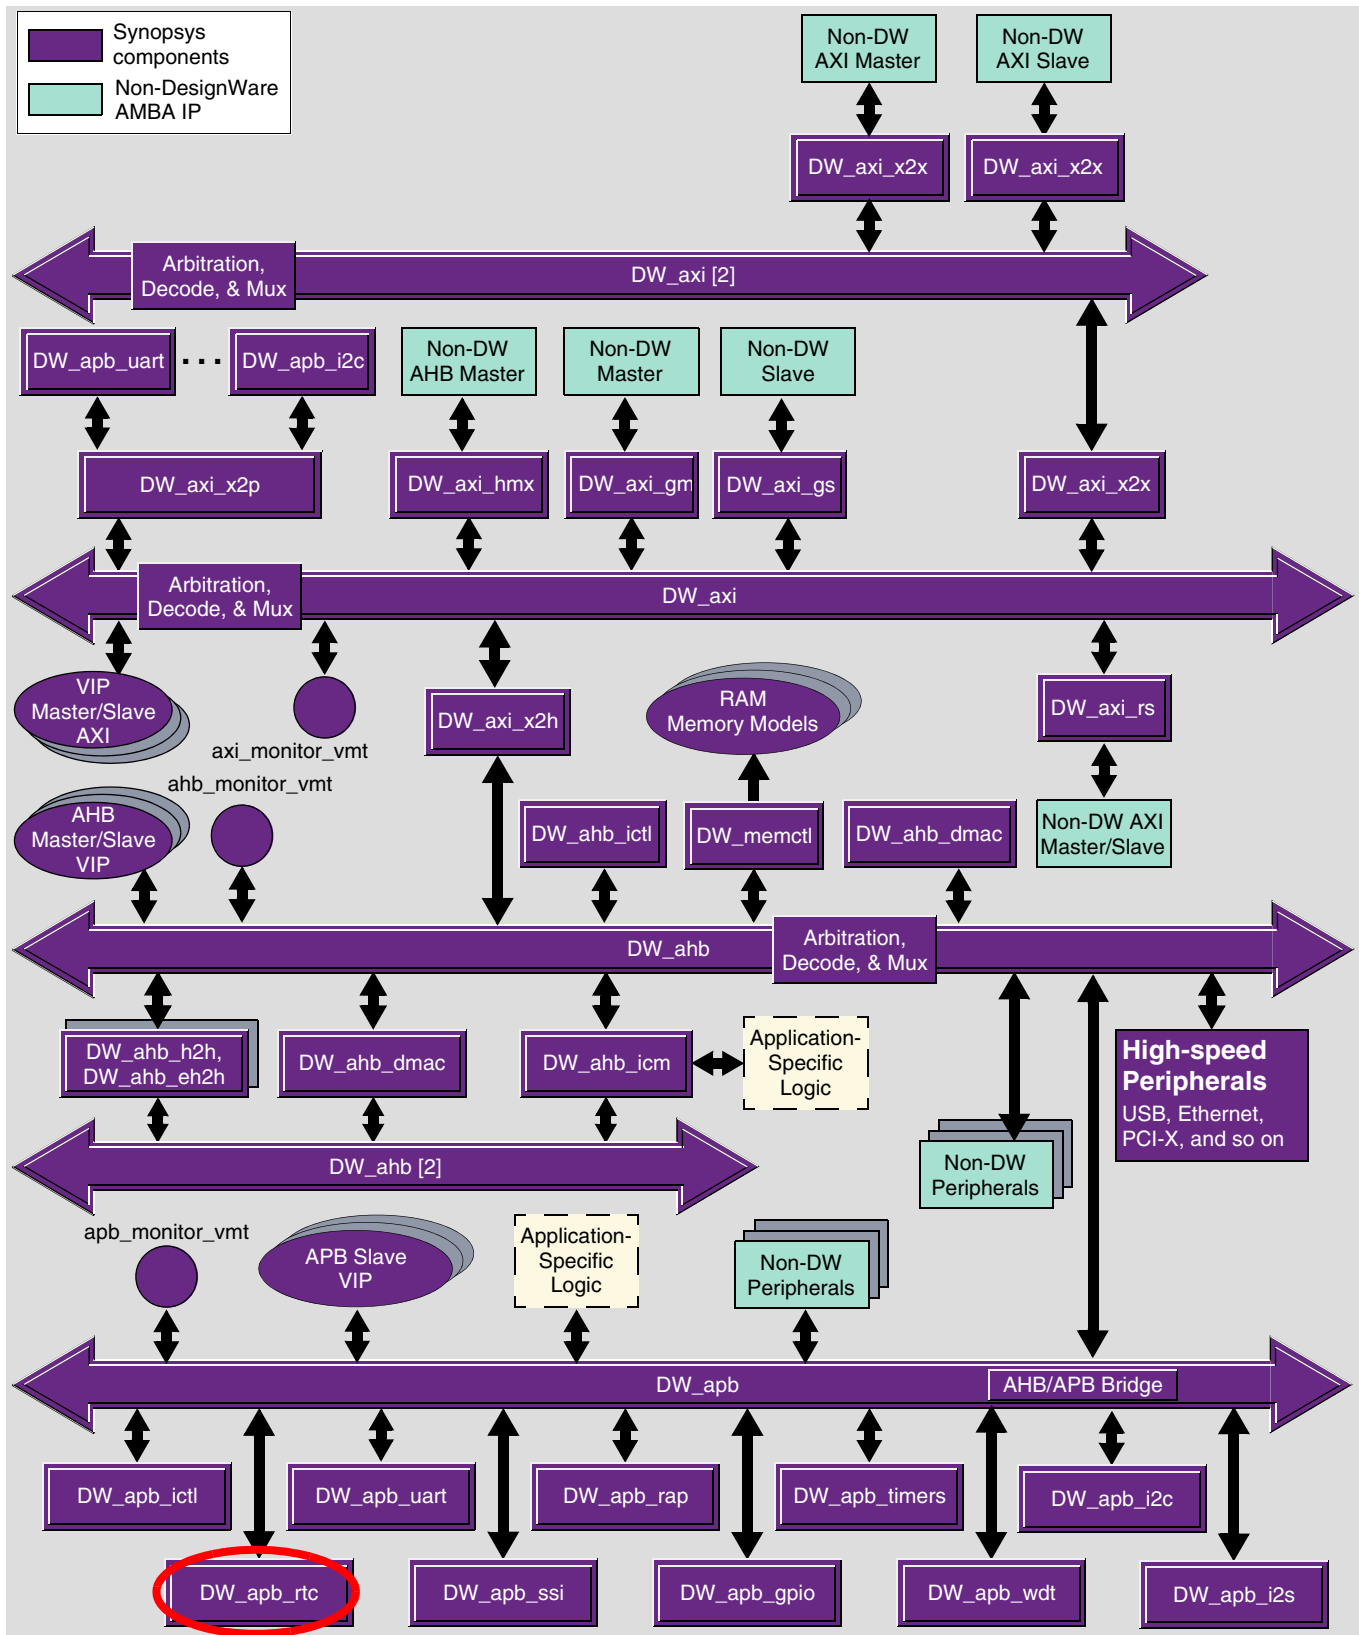 Synopsys
components
Non-DesignWare
AMBA IP
Non-DW
AXI Master
Non-DW
AXI Slave
DW_axi_x2x
DW_axi_x2x
Arbitration,
Decode, & Mux
DW_axi [2]
DW_apb_uart
. . .
DW_apb_i2c
Non-DW
AHB Master
Non-DW
Master
Non-DW
Slave
DW_axi_x2p
DW_axi_hmx
DW_axi_gm
DW_axi_gs
DW_axi_x2x
Arbitration,
Decode, & Mux
DW_axi
VIP
Master/Slave
AXI
axi_monitor_vmt
DW_axi_x2h
RAM
Memory Models
DW_axi_rs
ahb_monitor_vmt
AHB
Master/Slave
VIP
DW_ahb_ictl
DW_memctl
DW_ahb_dmac
Non-DW AXI
Master/Slave
DW_ahb
Arbitration,
Decode, & Mux
DW_ahb_h2h,
DW_ahb_eh2h
DW_ahb_dmac
DW_ahb_icm
Application-
Specific
Logic
High-speed
Peripherals
USB, Ethernet,
PCI-X, and so on
DW_ahb [2]
Non-DW
Peripherals
apb_monitor_vmt
APB Slave
VIP
Application-
Specific
Logic
Non-DW
Peripherals
DW_apb
AHB/APB Bridge
DW_apb_ictl
DW_apb_uart
DW_apb_rap
DW_apb_timers
DW_apb_i2c
DW_apb_rtc
DW_apb_ssi
DW_apb_gpio
DW_apb_wdt
DW_apb_i2s